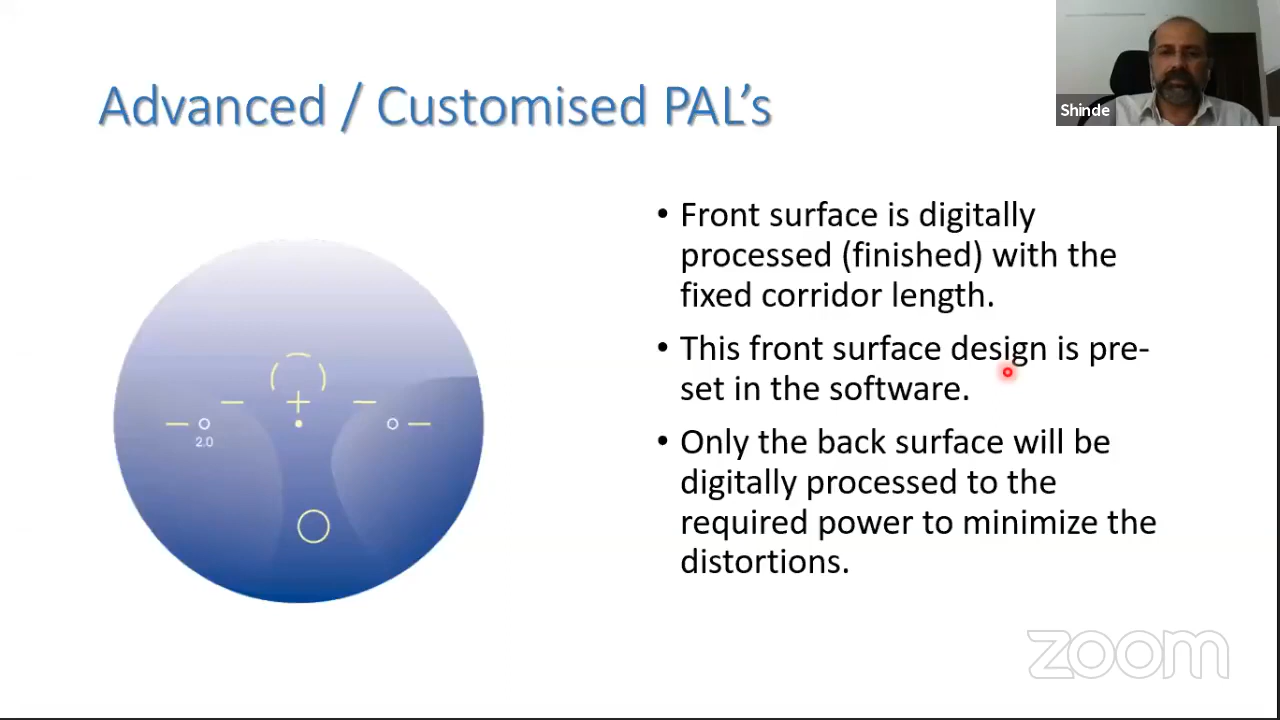 Advanced / Customised PAL's
Shinde
• Front surface is digitally
processed (finished) with the
fixed corridor length.
• This front surface design is pre-
set in the software.
• Only the back surface will be
digitally processed to the
required power to minimize the
distortions.
2.0
zoom